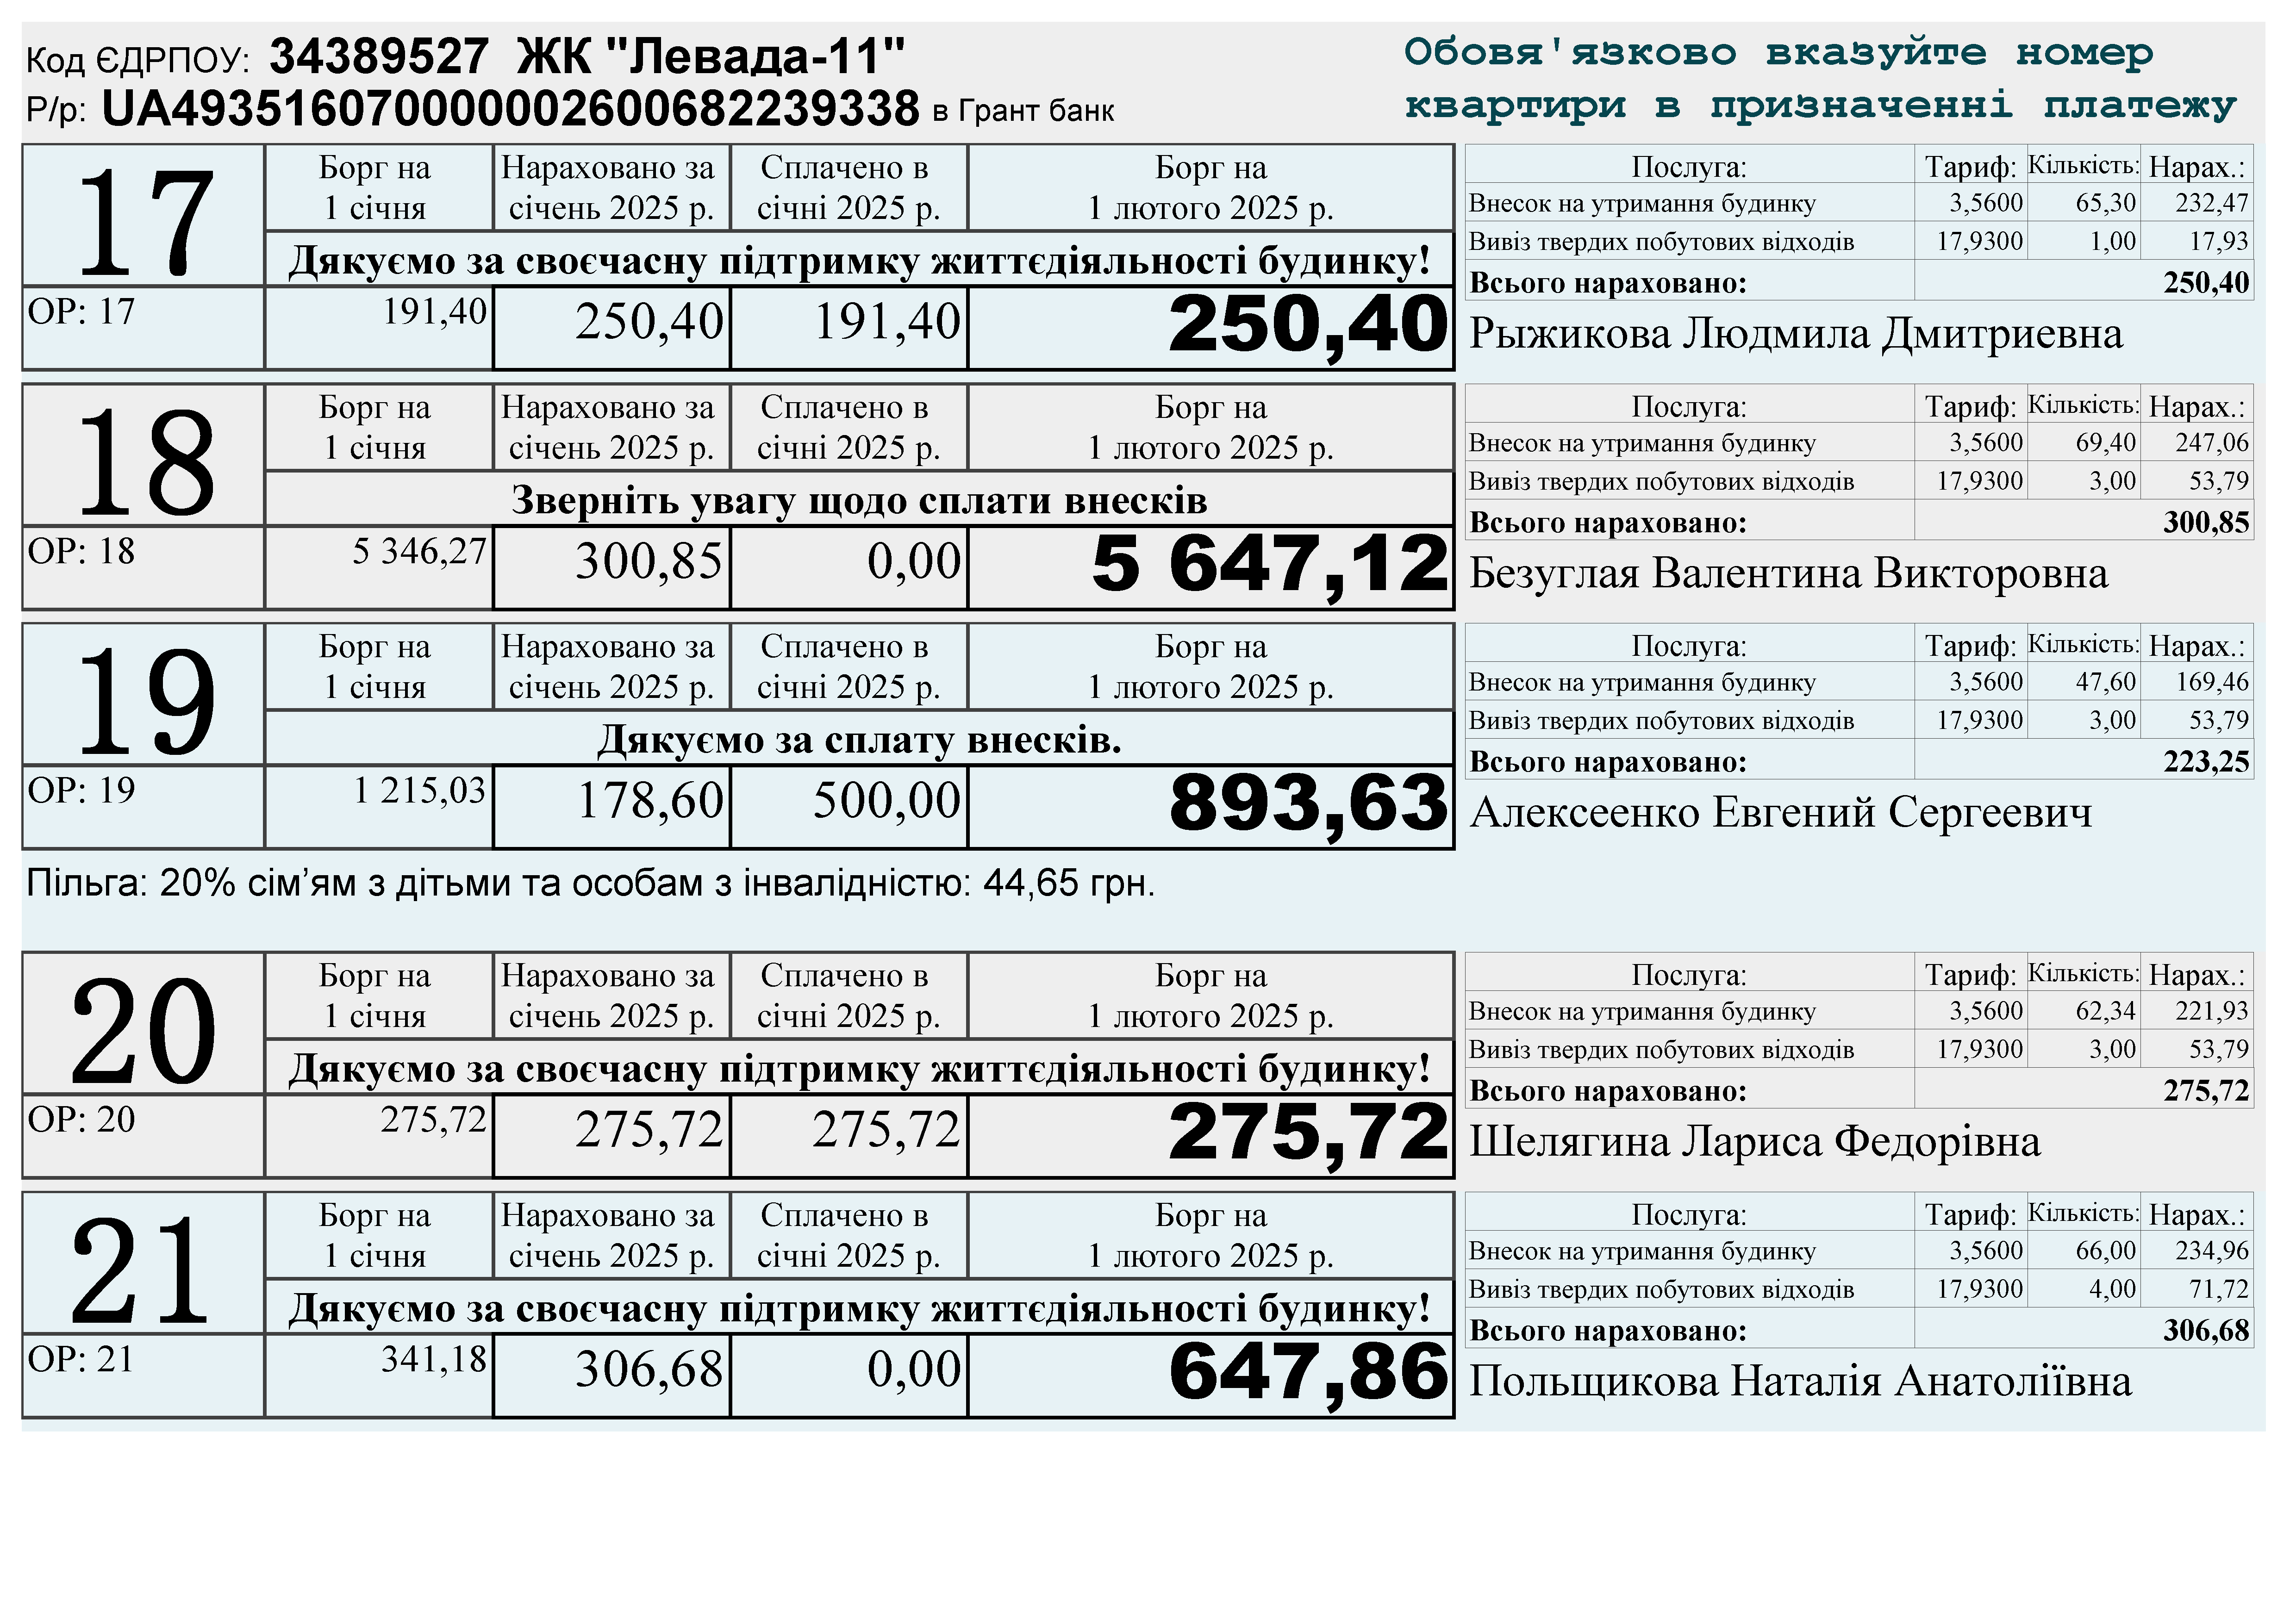 Код ЄДРПОУ: 34389527 ЖК "Левада-11"
Р/р: UA493516070000002600682239338 в Грант банк
Обовя'язково вказуйте номер
квартири в призначенні платежу
17
Борг на
1 січня
Нараховано за
січень 2025 р.
Сплачено в
січні 2025 р.
Борг на
1 лютого 2025 р.
Дякуємо за своєчасну підтримку життєдіяльності будинку!
ОР: 17 191,40 250,40 191,40 250,40
Послуга: Тариф: Кількість: Нарах.:
Внесок на утримання будинку 3,5600 65,30 232,47
Вивіз твердих побутових відходів 17,9300 1,00 17,93
Всього нараховано: 250,40
Рыжикова Людмила Дмитриевна
18
Борг на
1 січня
Нараховано за
січень 2025 р.
Сплачено в
січні 2025 р.
Борг на
1 лютого 2025 р.
Зверніть увагу щодо сплати внесків
ОР: 18 5 346,27 300,85 0,00 5 647,12
Послуга: Тариф: Кількість: Нарах.:
Внесок на утримання будинку 3,5600 69,40 247,06
Вивіз твердих побутових відходів 17,9300 3,00 53,79
Всього нараховано: 300,85
Безуглая Валентина Викторовна
19
Борг на
1 січня
Нараховано за
січень 2025 р.
Сплачено в
січні 2025 р.
Борг на
1 лютого 2025 р.
Дякуємо за сплату внесків.
ОР: 19 1 215,03 178,60 500,00 893,63
Послуга: Тариф: Кількість: Нарах.:
Внесок на утримання будинку 3,5600 47,60 169,46
Вивіз твердих побутових відходів 17,9300 3,00 53,79
Всього нараховано: 223,25
Алексеенко Евгений Сергеевич
Пільга: 20% сім’ям з дітьми та особам з інвалідністю: 44,65 грн.
20
Борг на
1 січня
Нараховано за
січень 2025 р.
Сплачено в
січні 2025 р.
Борг на
1 лютого 2025 р.
Дякуємо за своєчасну підтримку життєдіяльності будинку!
ОР: 20 275,72 275,72 275,72 275,72
Послуга: Тариф: Кількість: Нарах.:
Внесок на утримання будинку 3,5600 62,34 221,93
Вивіз твердих побутових відходів 17,9300 3,00 53,79
Всього нараховано: 275,72
Шелягина Лариса Федорівна
21
Борг на
1 січня
Нараховано за
січень 2025 р.
Сплачено в
січні 2025 р.
Борг на
1 лютого 2025 р.
Дякуємо за своєчасну підтримку життєдіяльності будинку!
ОР: 21 341,18 306,68 0,00 647,86
Послуга: Тариф: Кількість: Нарах.:
Внесок на утримання будинку 3,5600 66,00 234,96
Вивіз твердих побутових відходів 17,9300 4,00 71,72
Всього нараховано: 306,68
Польщикова Наталія Анатоліївна